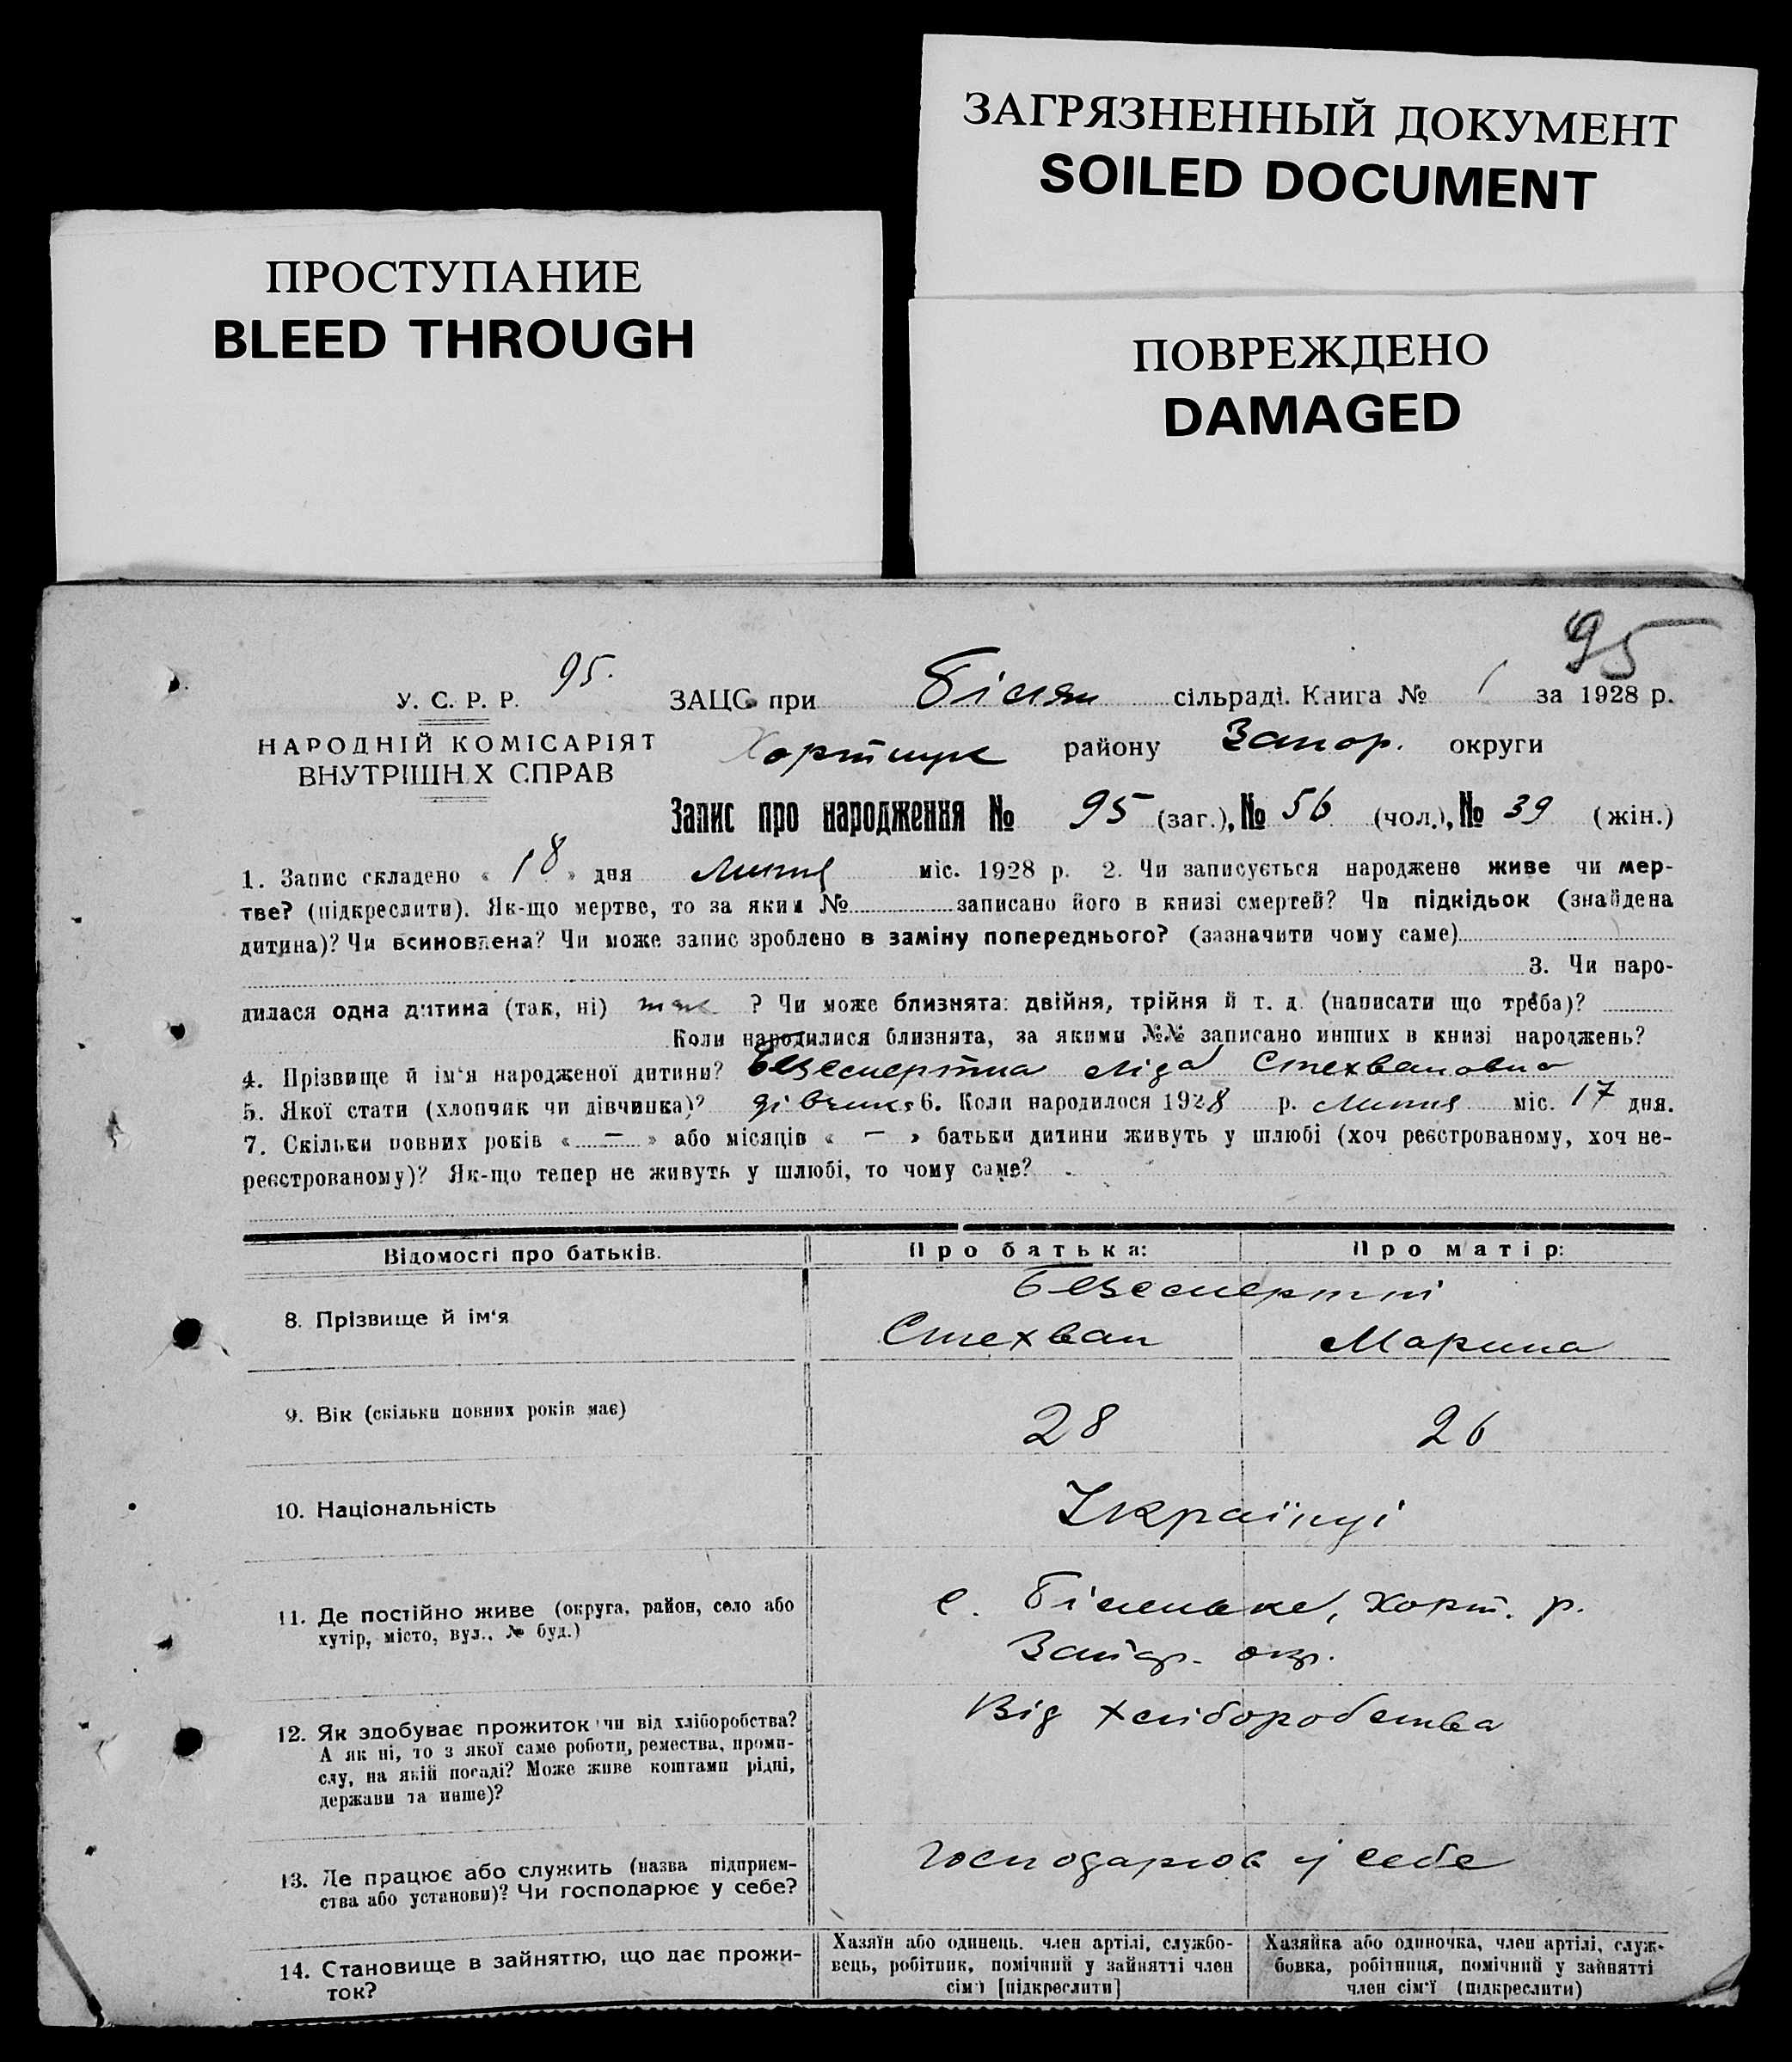 ЗАГРЯЗНЕННЫЙ ДОКУМЕНТ
SOILED DOCUMENT
ПРОСТУПАНИЕ
BLEED THROUGH
ПОВРЕЖДЕНО
DAMAGED
95
95.
У. С. Р. Р.
НАРОДНІЙ КОМІСАРІЯТ
ВНУТРІШНІХ СПРАВ
ЗАЦС при сільраді. Книга № 1 за 1928 р.
району Запор. округи
Запис про народження № 95 (заг.), № 56 (чол.), № 39 (жін.)
1. Запис складено « 18 » дня Липня міс. 1928 р. 2. Чи записується народжене живе чи мер-
тве? (підкреслити). Як-що мертве, то за яким № записано його в книзі смертей? Чи підкідьок (знайдена
дитина)? Чи всиновлена? Чи може запис зроблено в заміну попереднього? (зазначити чому саме)
3. Чи наро-
дилася одна дитина (так, ні) так ? Чи може близнята: двійня, трійня й т. д. (написати що треба)?
Коли народилися близнята, за якими №№ записано инших в книзі народжень?
4. Прізвище й ім'я народженої дитини? Безсмертна Ліда Стехвановна
5. Якої стати (хлопчик чи дівчинка)? дівчинка 6. Коли народилося 1928 р. Липня міс. 17 дня.
7. Скільки повних років « — » або місяців « — » батьки дитини живуть у шлюбі (хоч реєстрованому, хоч не-
реєстрованому)? Як-що тепер не живуть у шлюбі, то чому саме? -
Відомості про батьків. Про батька: Про матір:
Безсмертні
8. Прізвище й ім'я Стехван Марина
9. Вік (скільки повних років має) 28 26
10. Національність Українці
11. Де постійно живе (округа, район, село або
хутір, місто, вул., № буд.)
с. Біленьке, Хорт. р.
Запор. окр.
12. Як здобуває прожиток чи від хліборобства?
А як ні, то з якої саме роботи, ремества, проми-
слу, на якій посаді? Може живе коштами рідні,
держави та инше)?
Від хліборобства
13. Де працює або служить (назва підприєм-
ства або установи)? Чи господарює у себе?
Господарює у себе
14. Становище в зайняттю, що дає прожи-
ток?
Хазяїн або одинець, член артілі, службо-
вець, робітник, помічний у зайнятті член
сім'ї [підкреслити]
Хазяйка або одиночка, член артілі, служ-
бовка, робітниця, помічний у зайнятті
член сім'ї (підкреслити)